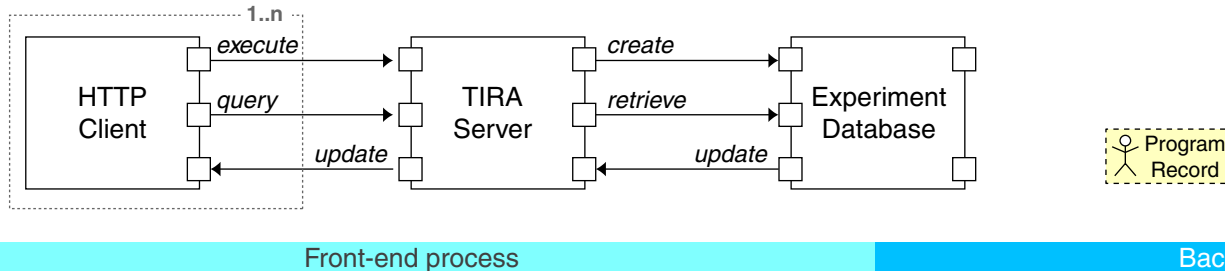 1..n
execute
create
HTTP
Client
query
TIRA
Server
retrieve
Experiment
Database
update
update
Program
Record
Front-end process
Bac